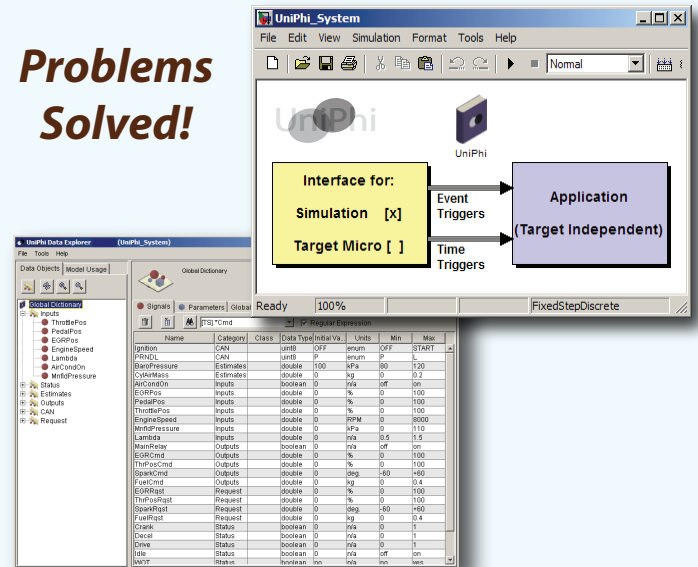 Problems
Solved!
UniPhi_System
File Edit View Simulation Format Tools Help
Normal
UniPhi
UniPhi
Interface for:
Simulation [x]
Target Micro [ ]
Event
Triggers
Time
Triggers
Application
(Target Independent)
Ready 100% FixedStepDiscrete
UniPhi Data Explorer (UniPhi_System)
File Tools Help
Data Objects Model Usage
Global Dictionary
Inputs
ThrottlePos
PedalPos
EGRPos
EngineSpeed
Lambda
AirCondOn
MnfldPressure
Status
Estimates
Outputs
CAN
Request
Global Dictionary
Signals Parameters Global
[TS].*Cmd Regular Expression
Name Category Class Data Type Initial Va... Units Min Max
Ignition CAN uint8 OFF enum OFF START
PRNDL CAN uint8 P enum P L
BaroPressure Estimates double 100 kPa 80 120
CylAirMass Estimates double 0 kg 0 0.2
AirCondOn Inputs boolean 0 n/a off on
EGRPos Inputs double 0 % 0 100
PedalPos Inputs double 0 % 0 100
ThrottlePos Inputs double 0 % 0 100
EngineSpeed Inputs double 0 RPM 0 8000
MnfldPressure Inputs double 0 kPa 0 110
Lambda Inputs double 0 n/a 0.5 1.5
MainRelay Outputs boolean 0 n/a off on
EGRCmd Outputs double 0 % 0 100
ThrPosCmd Outputs double 0 % 0 100
SparkCmd Outputs double 0 deg. -60 +60
FuelCmd Outputs double 0 kg 0 0.4
EGRRqst Request double 0 % 0 100
ThrPosRqst Request double 0 % 0 100
SparkRqst Request double 0 deg. -60 +60
FuelRqst Request double 0 kg 0 0.4
Crank Status boolean 0 n/a 0 1
Decel Status boolean 0 n/a 0 1
Drive Status boolean 0 n/a 0 1
Idle Status boolean 0 n/a off on
WOT Status boolean no n/a no yes